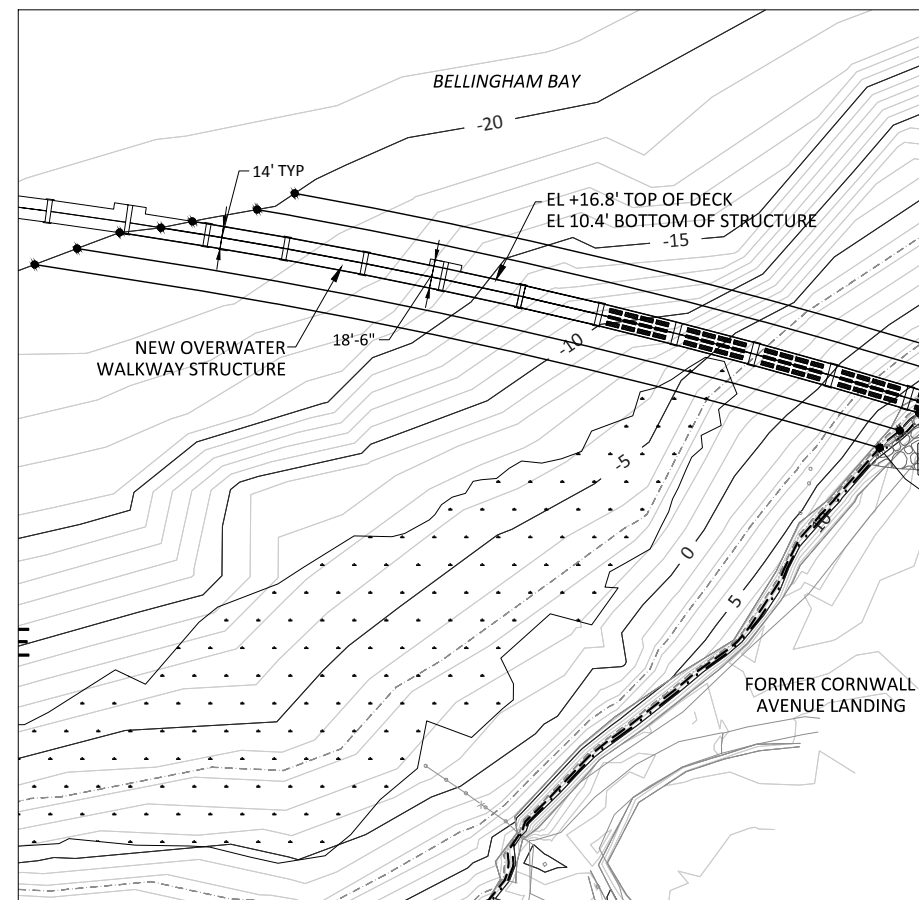 BELLINGHAM BAY
-20
14' TYP
EL +16.8' TOP OF DECK
EL 10.4' BOTTOM OF STRUCTURE
-15
NEW OVERWATER
WALKWAY STRUCTURE
18'-6"
-10
-5
10
0
5
FORMER CORNWALL
AVENUE LANDING